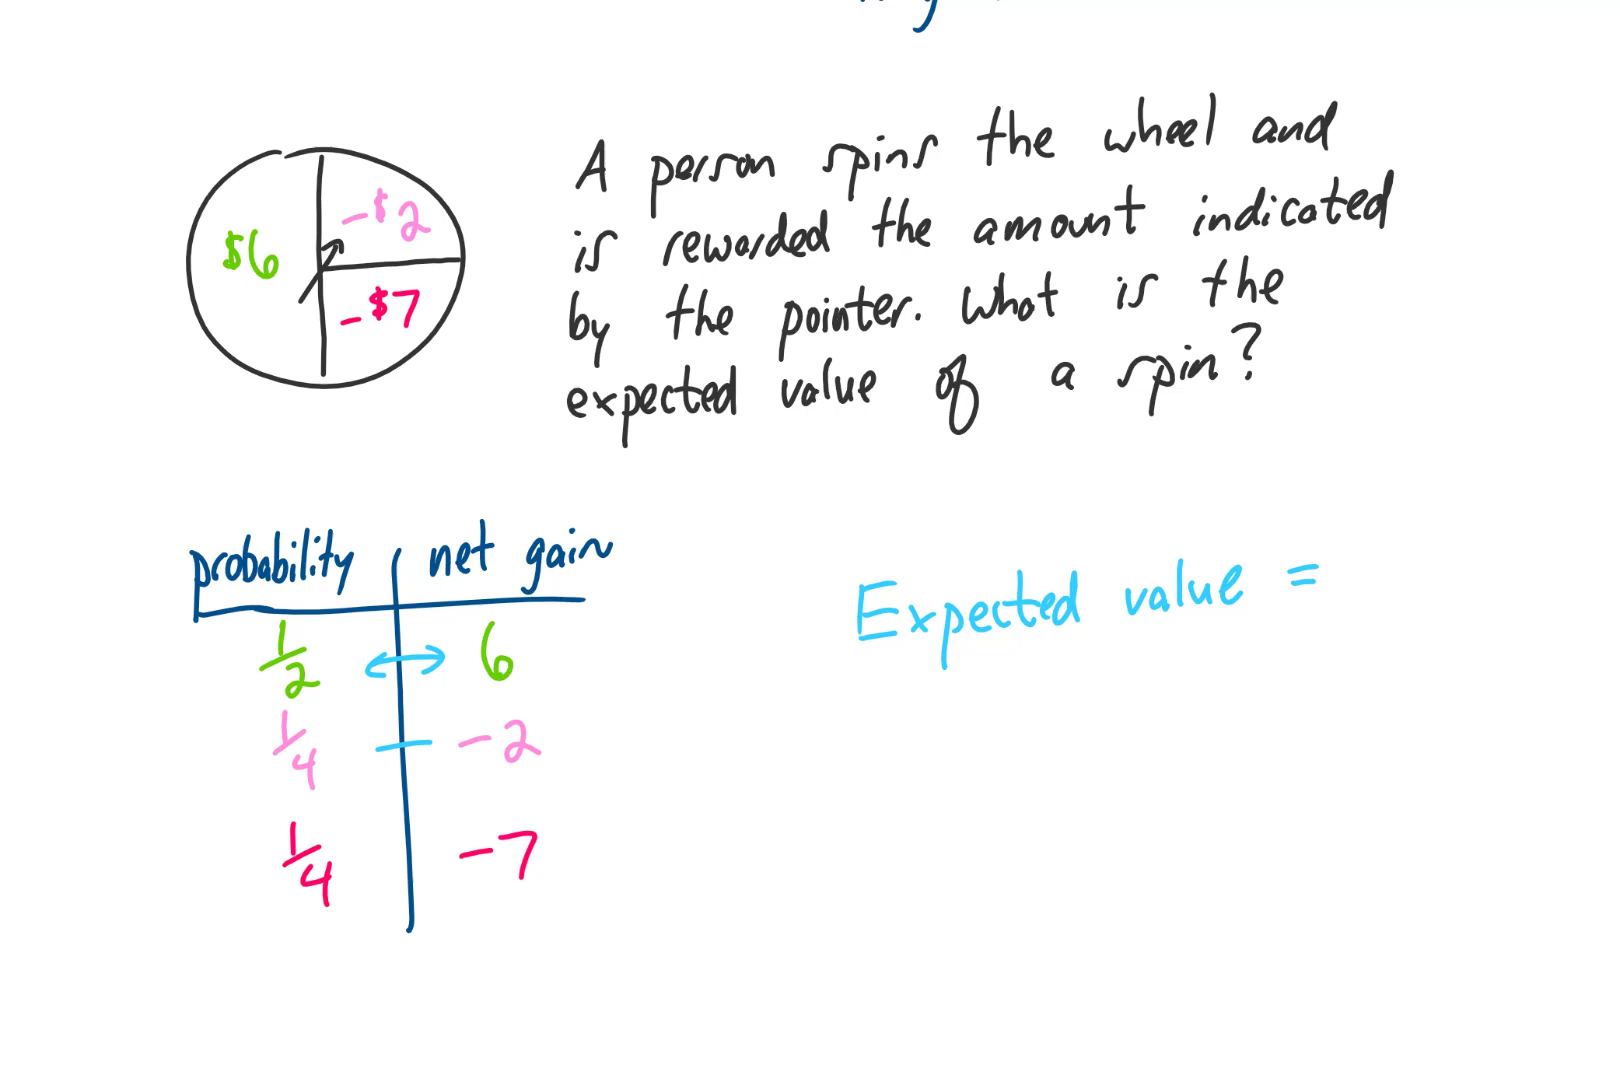 $6
-$2
-$7
A person spins the wheel and
is rewarded the amount indicated
by the pointer. What is the
expected value of a spin?
probability net gain
1/2 6
1/4 -2
1/4 -7
Expected value =